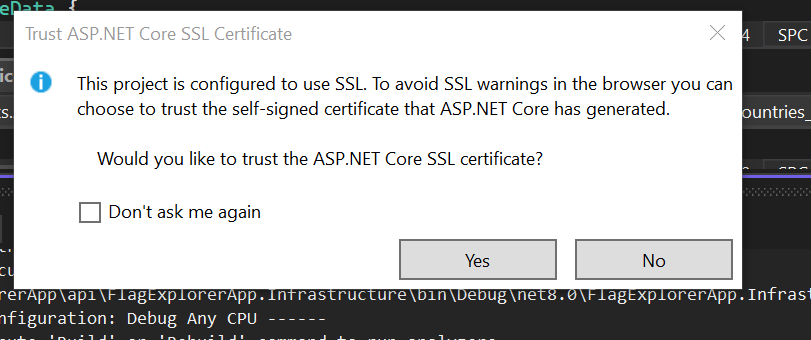 eData {
Trust ASP.NET Core SSL Certificate
4 SPC
This project is configured to use SSL. To avoid SSL warnings in the browser you can
choose to trust the self-signed certificate that ASP.NET Core has generated.
ountries_
Would you like to trust the ASP.NET Core SSL certificate?
Don't ask me again
Yes No
rerApp\api\FlagExplorerApp.Infrastructure\bin\Debug\net8.0\FlagExplorerApp.Infrast
nfiguration: Debug Any CPU ------